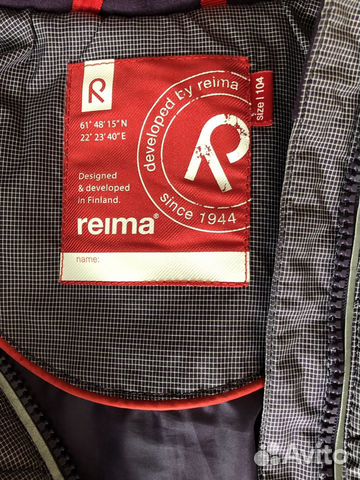 R
61° 48' 15" N
22° 23' 40" E
Designed
& developed
in Finland.
reima®
name:
developed by reima
R
since 1944
Size | 104
Avito